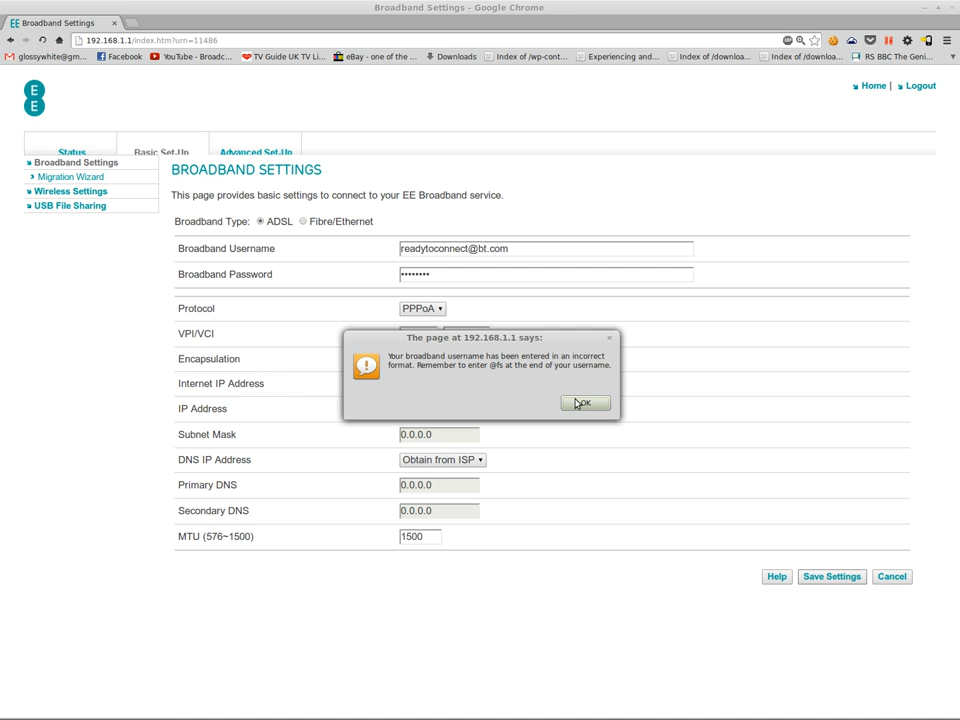 Broadband Settings - Google Chrome
EE Broadband Settings
192.168.1.1/index.htm?urn=11486
glossywhite@gm... Facebook YouTube - Broadc... TV Guide UK TV Li... eBay - one of the ... Downloads Index of /wp-cont... Experiencing and... Index of /downloa... Index of /downloa... RS BBC The Geni...
E
E
Home | Logout
Status Basic Set-Up Advanced Set-Up
Broadband Settings
Migration Wizard
Wireless Settings
USB File Sharing
BROADBAND SETTINGS
This page provides basic settings to connect to your EE Broadband service.
Broadband Type: ADSL Fibre/Ethernet
Broadband Username readytoconnect@bt.com
Broadband Password ••••••••
Protocol PPPoA
VPI/VCI
Encapsulation
Internet IP Address
IP Address
The page at 192.168.1.1 says:
Your broadband username has been entered in an incorrect
format. Remember to enter @fs at the end of your username.
OK
Subnet Mask 0.0.0.0
DNS IP Address Obtain from ISP
Primary DNS 0.0.0.0
Secondary DNS 0.0.0.0
MTU (576~1500) 1500
Help Save Settings Cancel